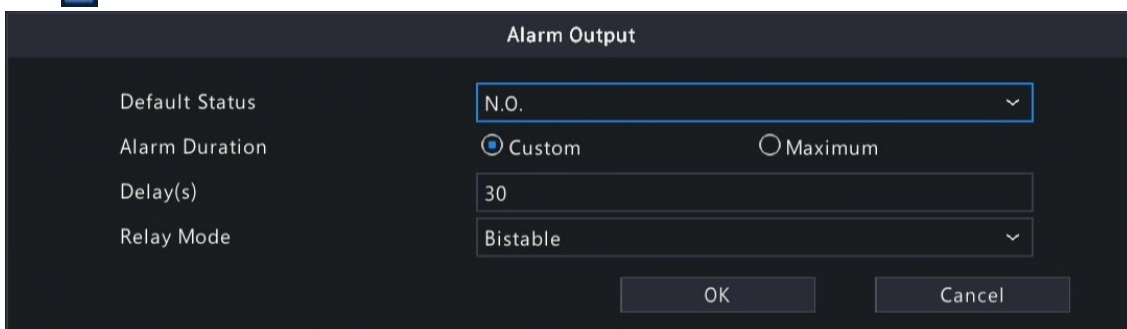 Alarm Output
Default Status N.O.
Alarm Duration Custom Maximum
Delay(s) 30
Relay Mode Bistable
OK Cancel